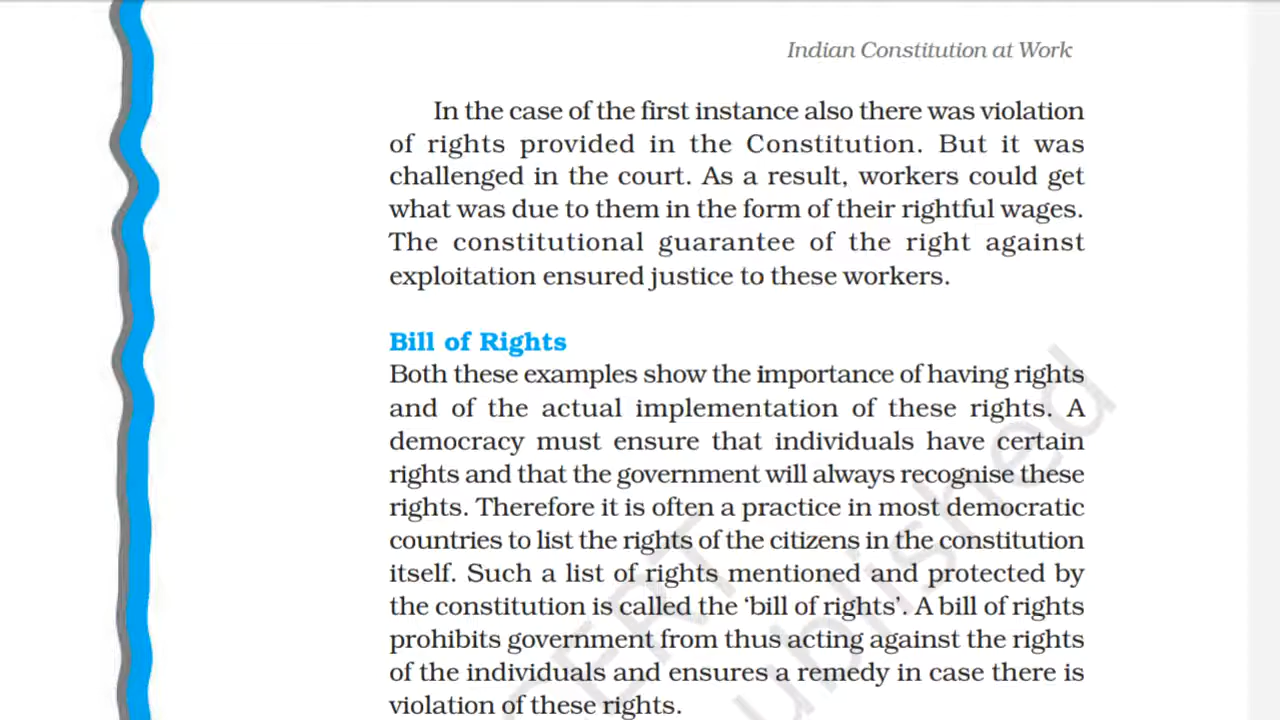 Indian Constitution at Work
In the case of the first instance also there was violation
of rights provided in the Constitution. But it was
challenged in the court. As a result, workers could get
what was due to them in the form of their rightful wages.
The constitutional guarantee of the right against
exploitation ensured justice to these workers.
Bill of Rights
Both these examples show the importance of having rights
and of the actual implementation of these rights. A
democracy must ensure that individuals have certain
rights and that the government will always recognise these
rights. Therefore it is often a practice in most democratic
countries to list the rights of the citizens in the constitution
itself. Such a list of rights mentioned and protected by
the constitution is called the ‘bill of rights’. A bill of rights
prohibits government from thus acting against the rights
of the individuals and ensures a remedy in case there is
violation of these rights.